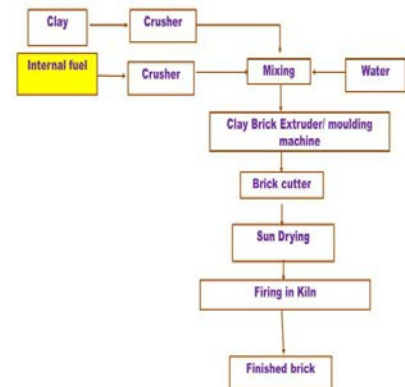 Clay
Crusher
Internal fuel
Crusher
Mixing
Water
Clay Brick Extruder/ moulding
machine
Brick cutter
Sun Drying
Firing in Kiln
Finished brick